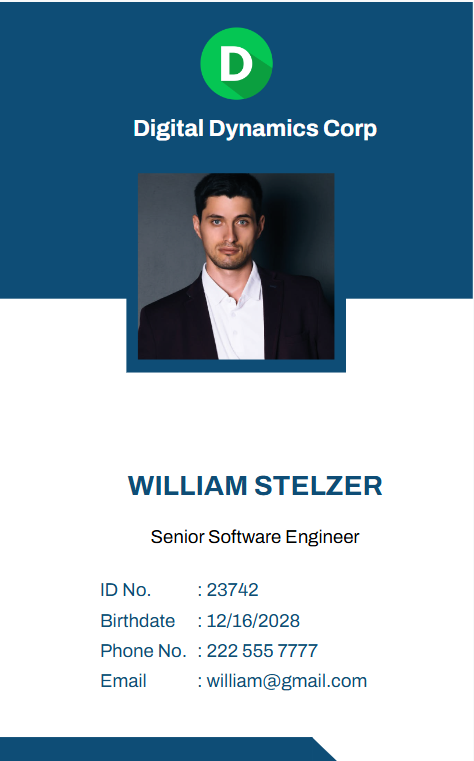 D
Digital Dynamics Corp
WILLIAM STELZER
Senior Software Engineer
ID No. : 23742
Birthdate : 12/16/2028
Phone No. : 222 555 7777
Email : william@gmail.com